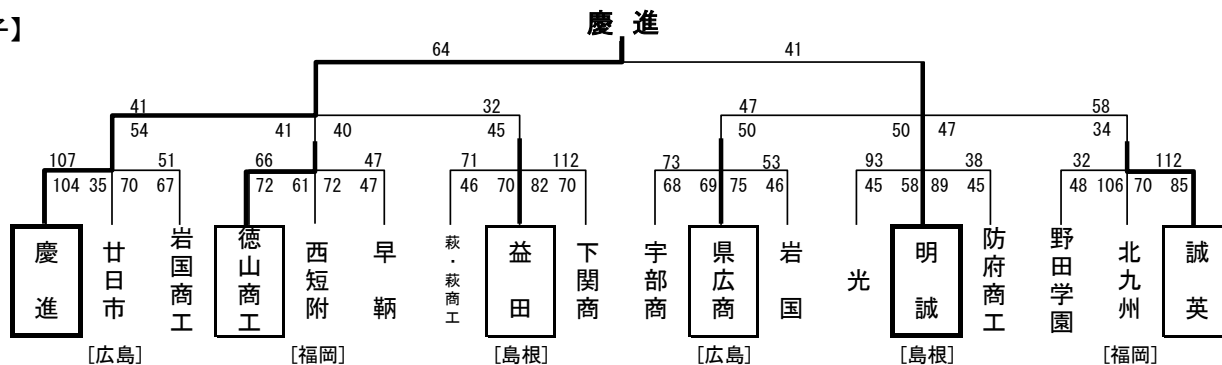 子】
慶 進
64 41
41 32 47 58
54 41 40 45 50 50 47 34
107 51 66 47 71 112 73 53 93 38 32 112
104 35 70 67 72 61 72 47 46 70 82 70 68 69 75 46 45 58 89 45 48 106 70 85
慶進 廿日市 岩国商工 徳山商工 西短附 早鞆 萩・萩商工 益田 下関商 宇部商 県広商 岩国 光 明誠 防府商工 野田学園 北九州 誠英
[広島] [福岡] [島根] [広島] [島根] [福岡]